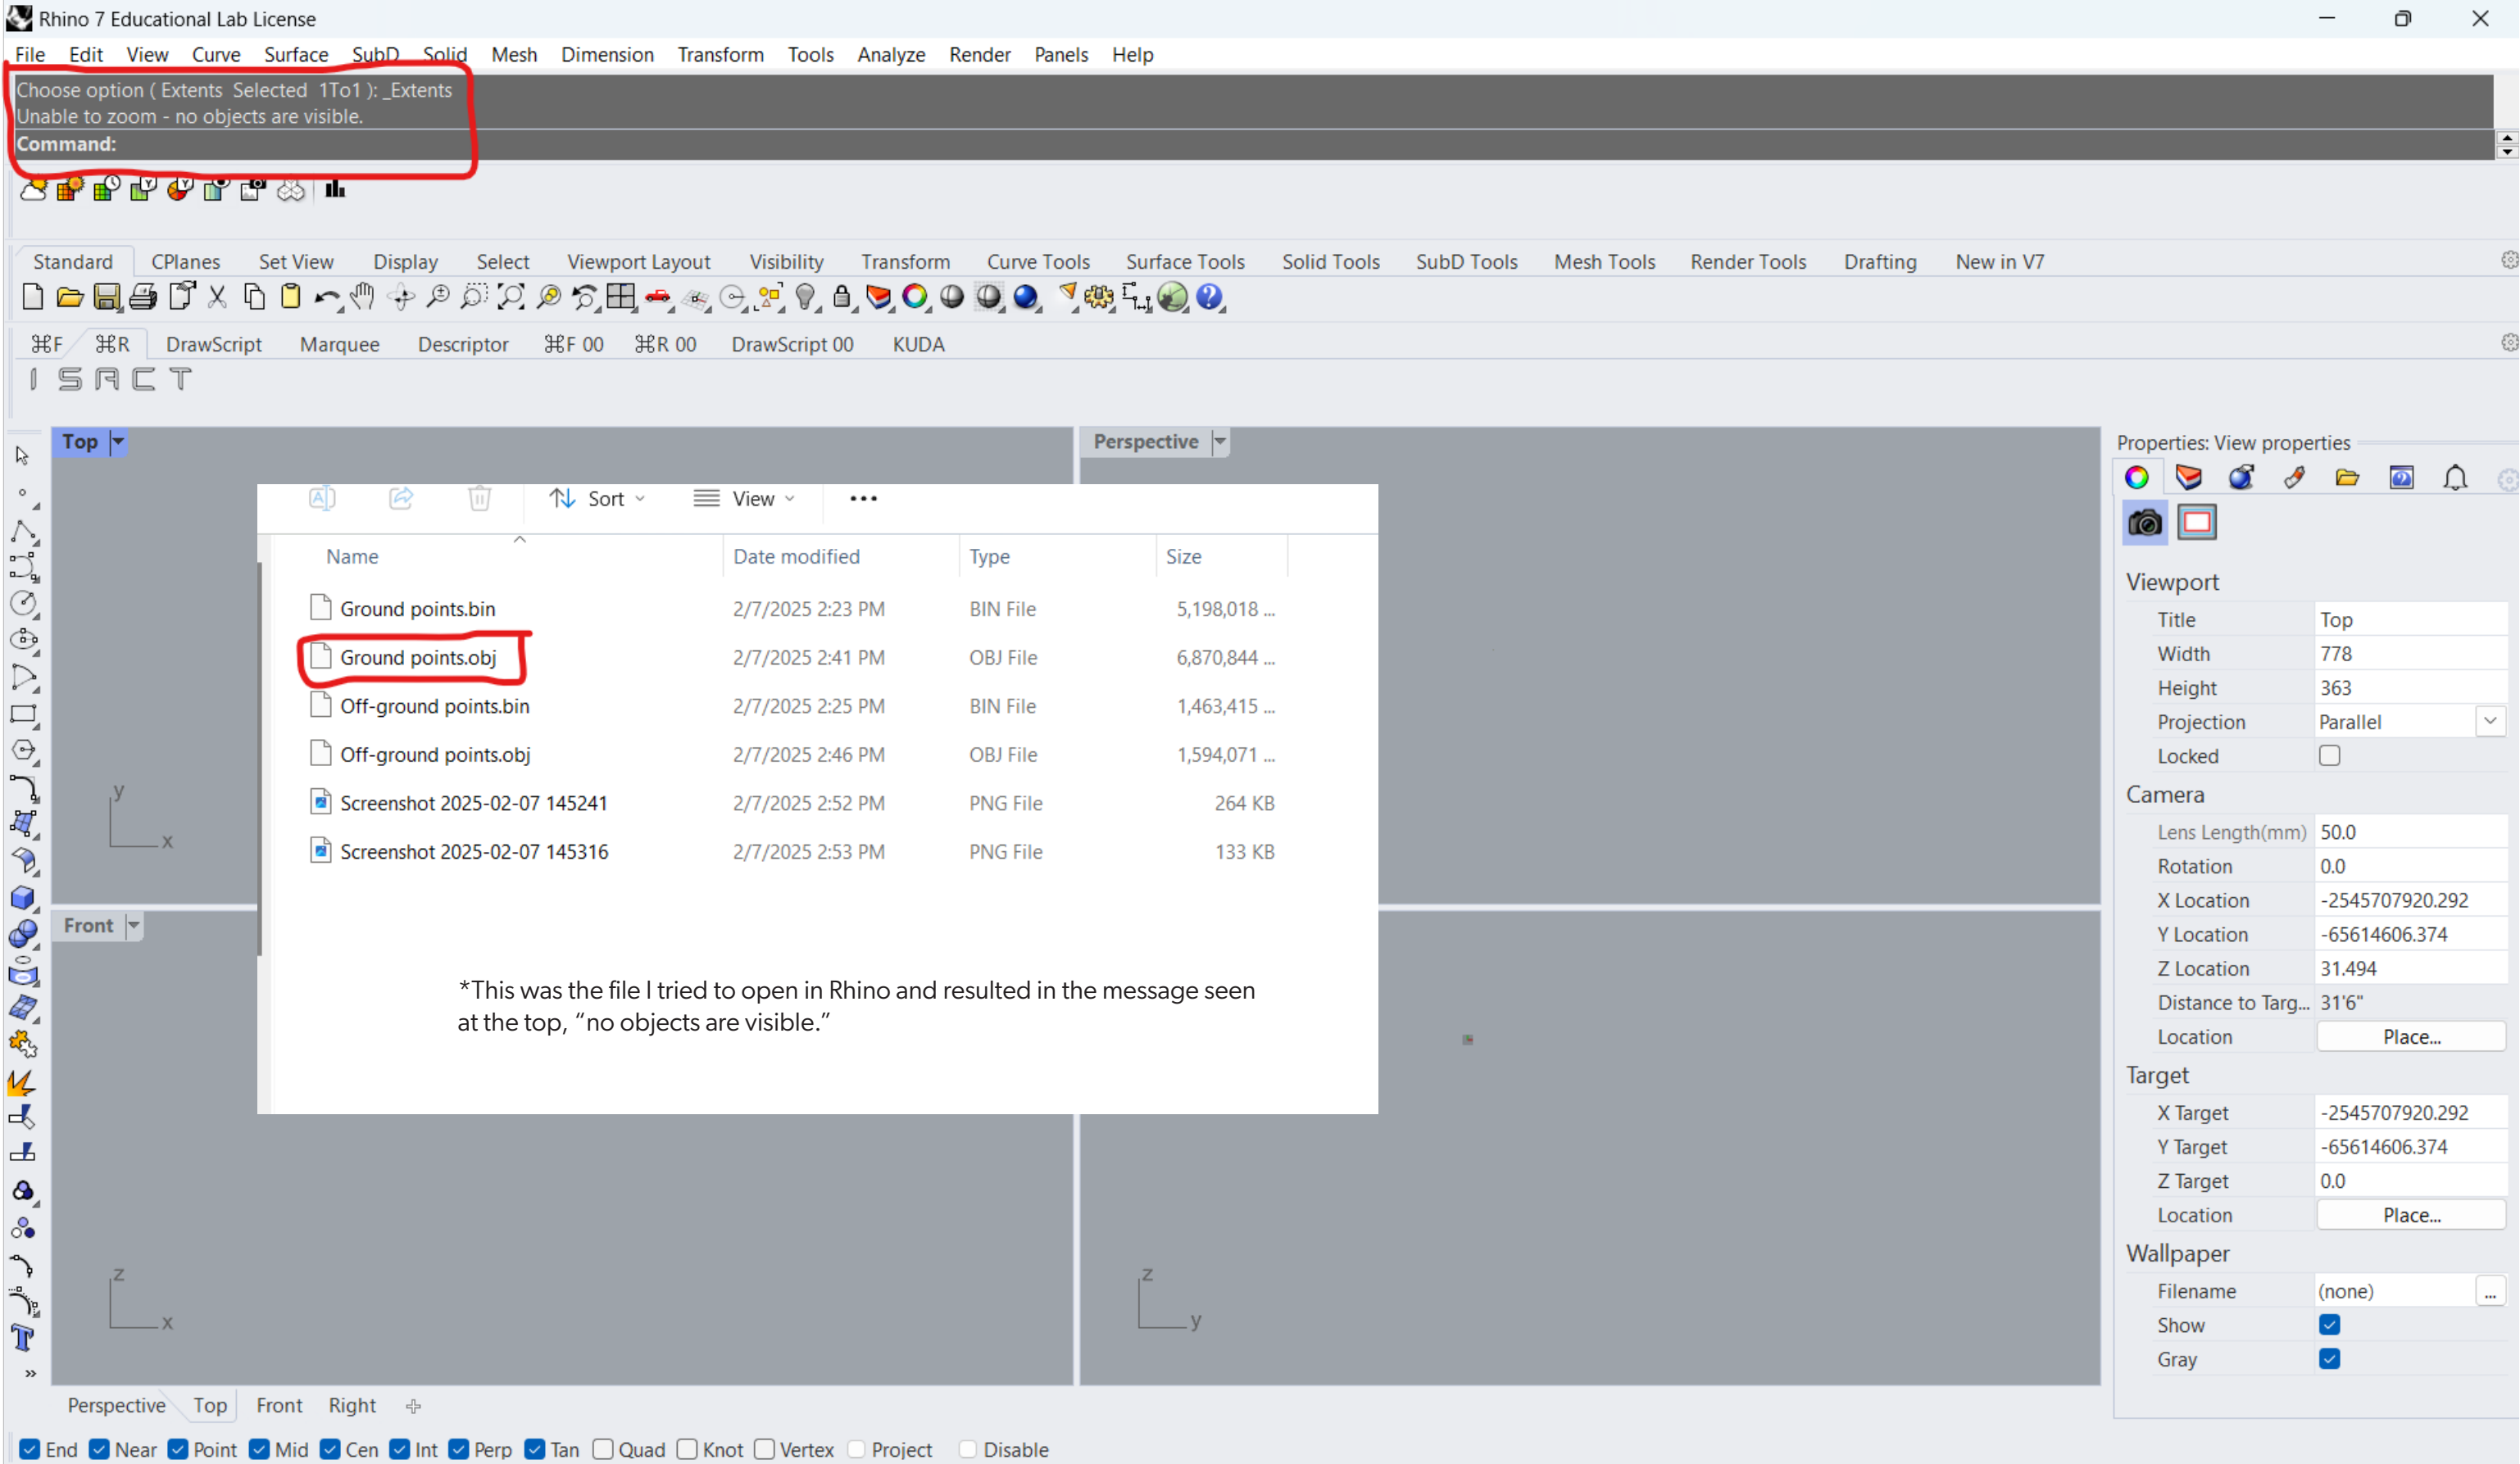 Rhino 7 Educational Lab License
File Edit View Curve Surface SubD Solid Mesh Dimension Transform Tools Analyze Render Panels Help
Choose option ( Extents Selected 1To1 ): _Extents
Unable to zoom - no objects are visible.
Command:
Standard CPlanes Set View Display Select Viewport Layout Visibility Transform Curve Tools Surface Tools Solid Tools SubD Tools Mesh Tools Render Tools Drafting New in V7
⌘F ⌘R DrawScript Marquee Descriptor ⌘F 00 ⌘R 00 DrawScript 00 KUDA
I S A C T
Top
Perspective
Properties: View properties
Sort View ...
Name Date modified Type Size
Ground points.bin 2/7/2025 2:23 PM BIN File 5,198,018 ...
Ground points.obj 2/7/2025 2:41 PM OBJ File 6,870,844 ...
Off-ground points.bin 2/7/2025 2:25 PM BIN File 1,463,415 ...
Off-ground points.obj 2/7/2025 2:46 PM OBJ File 1,594,071 ...
Screenshot 2025-02-07 145241 2/7/2025 2:52 PM PNG File 264 KB
Screenshot 2025-02-07 145316 2/7/2025 2:53 PM PNG File 133 KB
*This was the file I tried to open in Rhino and resulted in the message seen
at the top, “no objects are visible.”
y
x
Front
z
x
z
y
Viewport
Title Top
Width 778
Height 363
Projection Parallel
Locked
Camera
Lens Length(mm) 50.0
Rotation 0.0
X Location -2545707920.292
Y Location -65614606.374
Z Location 31.494
Distance to Targ... 31'6"
Location Place...
Target
X Target -2545707920.292
Y Target -65614606.374
Z Target 0.0
Location Place...
Wallpaper
Filename (none) ...
Show
Gray
Perspective Top Front Right
End Near Point Mid Cen Int Perp Tan Quad Knot Vertex Project Disable